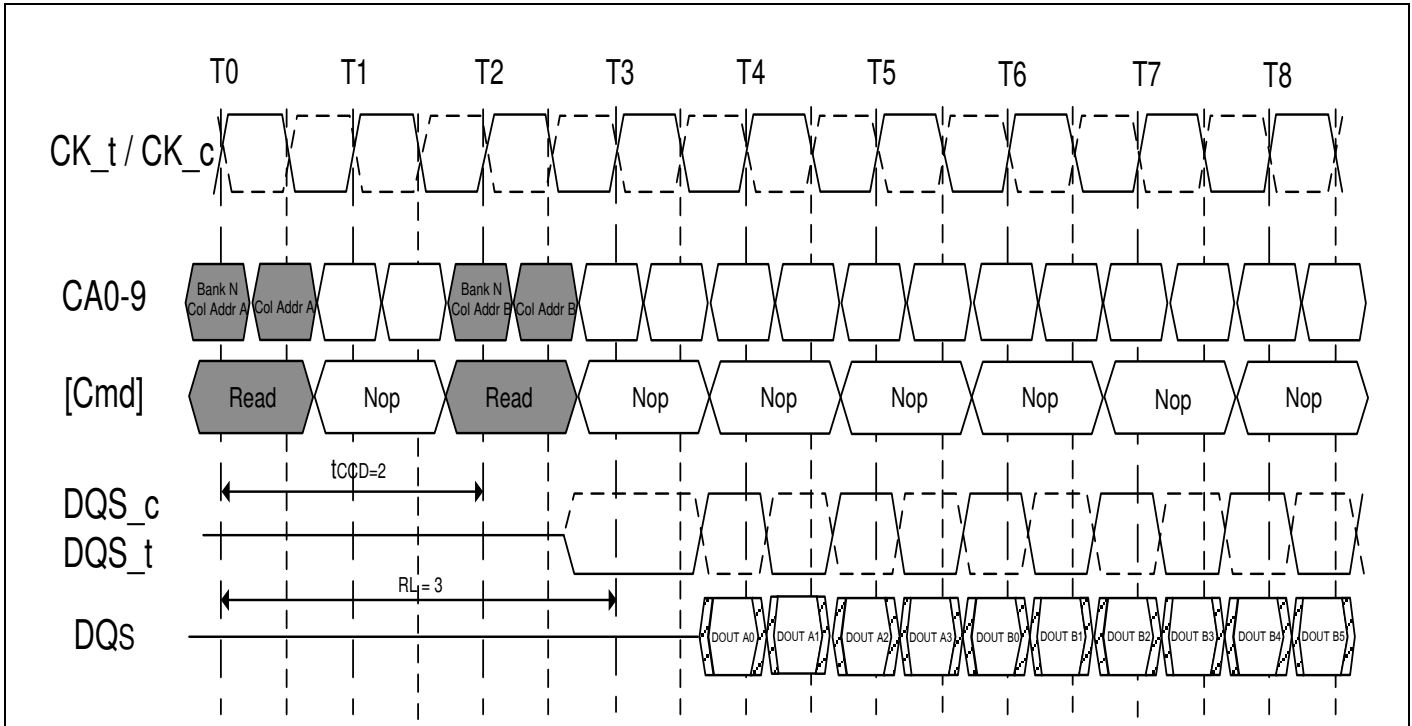 T0 T1 T2 T3 T4 T5 T6 T7 T8
CK_t / CK_c
CA0-9
Bank N
Col Addr A
Col Addr A
Bank N
Col Addr B
Col Addr B
[Cmd]
Read Nop Read Nop Nop Nop Nop Nop Nop
tCCD=2
DQS_c
DQS_t
RL = 3
DQs
DOUT A0 DOUT A1 DOUT A2 DOUT A3 DOUT B0 DOUT B1 DOUT B2 DOUT B3 DOUT B4 DOUT B5